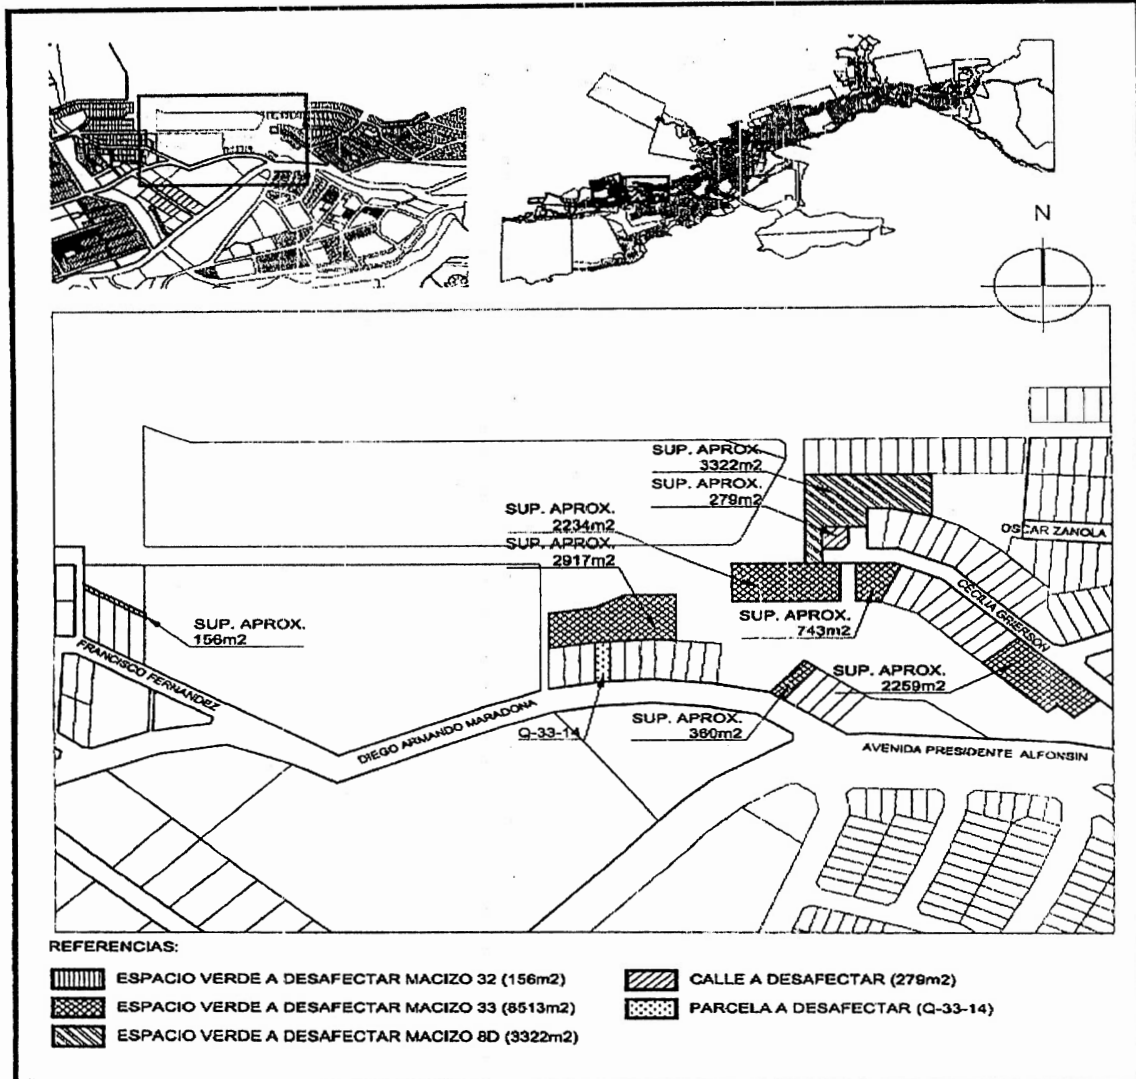 N
SUP. APROX.
3322m2
SUP. APROX.
279m2
SUP. APROX.
2234m2
SUP. APROX.
2917m2
OSCAR ZANOLA
CECILIA GRIERSON
SUP. APROX.
156m2
SUP. APROX.
743m2
FRANCISCO FERNANDEZ
SUP. APROX.
2259m2
DIEGO ARMANDO MARADONA
Q-33-14
SUP. APROX.
360m2
AVENIDA PRESIDENTE ALFONSIN
REFERENCIAS:
ESPACIO VERDE A DESAFECTAR MACIZO 32 (156m2)
ESPACIO VERDE A DESAFECTAR MACIZO 33 (8513m2)
ESPACIO VERDE A DESAFECTAR MACIZO 8D (3322m2)
CALLE A DESAFECTAR (279m2)
PARCELA A DESAFECTAR (Q-33-14)